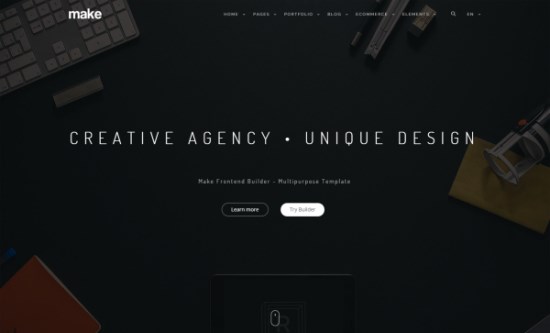 make
HOME PAGES PORTFOLIO BLOG ECOMMERCE ELEMENTS EN
CREATIVE AGENCY • UNIQUE DESIGN
Make Frontend Builder - Multipurpose Template
Learn more Try Builder